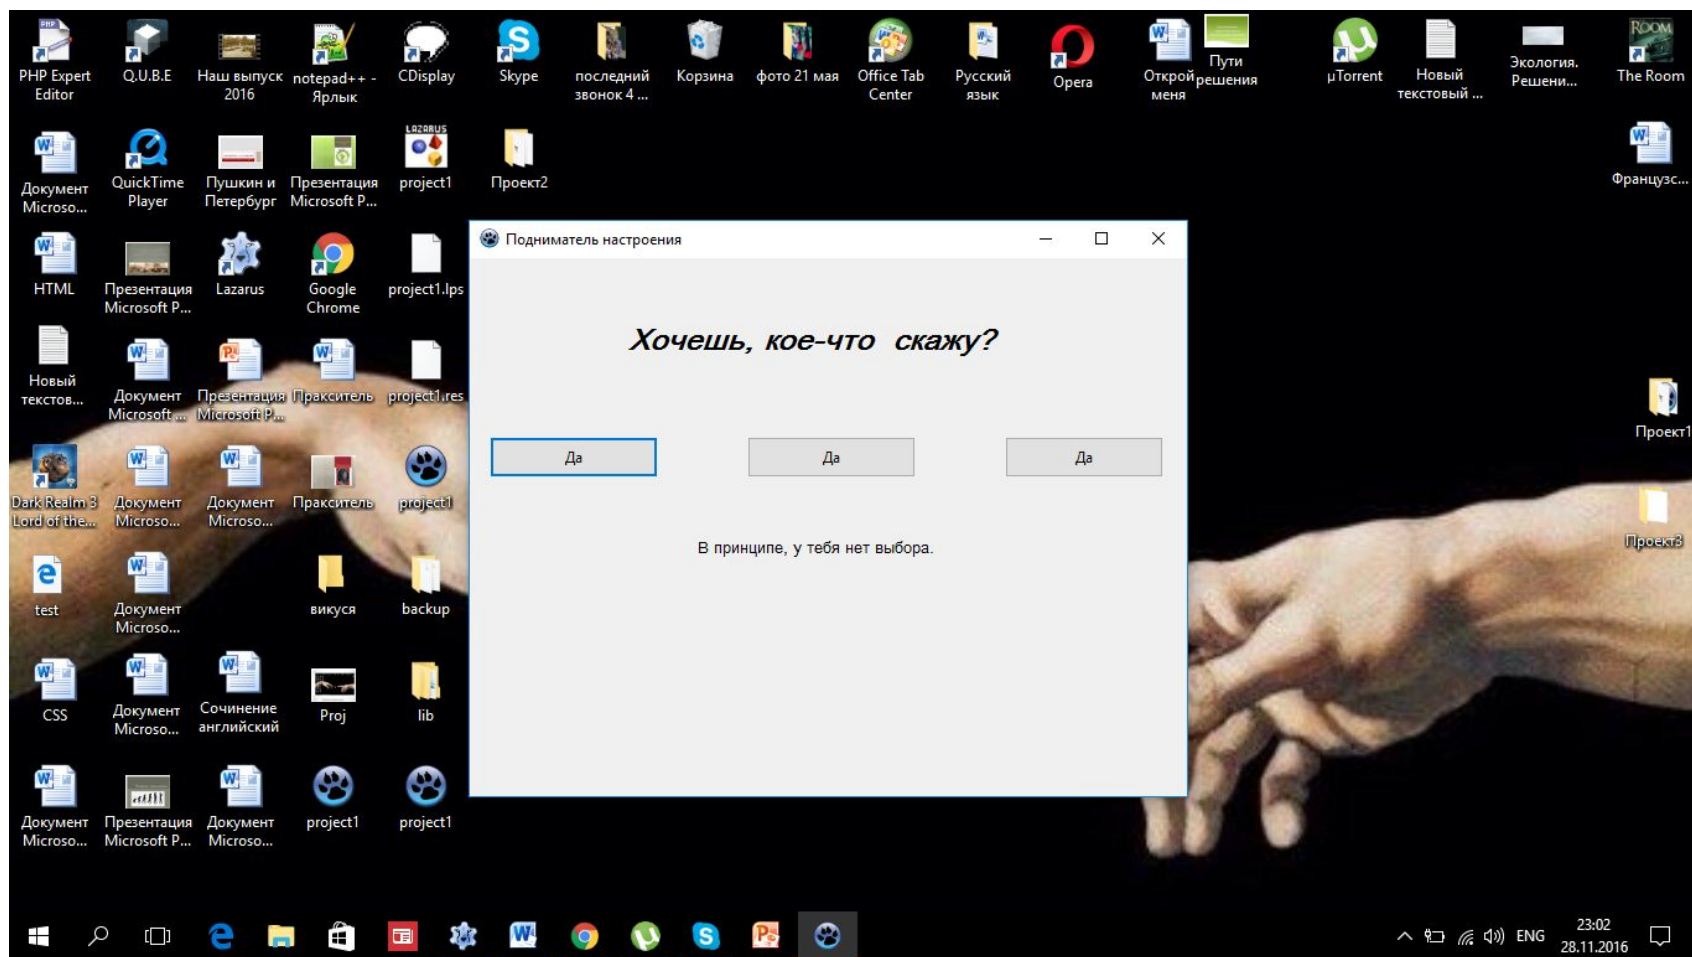 PHP Expert
Editor
Q.U.B.E
Наш выпуск
2016
notepad++ -
Ярлык
CDisplay
Skype
последний
звонок 4 ...
Корзина
фото 21 мая
Office Tab
Center
Русский
язык
Opera
Открой
меня
Пути
решения
µTorrent
Новый
текстовый ...
Экология.
Решени...
ROOM
The Room
Документ
Microso...
QuickTime
Player
Пушкин и
Петербург
Презентация
Microsoft P...
LAZARUS
project1
Проект2
Французс...
HTML
Презентация
Microsoft P...
Lazarus
Google
Chrome
project1.lps
Новый
текстов...
Документ
Microsoft ...
Презентация
Microsoft P...
Пракситель
project1.res
Проект1
Dark Realm 3
Lord of the...
Документ
Microso...
Документ
Microso...
Пракситель
project1
Проект3
test
Документ
Microso...
викуся
backup
CSS
Документ
Microso...
Сочинение
английский
Proj
lib
Документ
Microso...
Презентация
Microsoft P...
Документ
Microso...
project1
project1
Подниматель настроения
Хочешь, кое-что скажу?
Да Да Да
В принципе, у тебя нет выбора.
ENG
23:02
28.11.2016